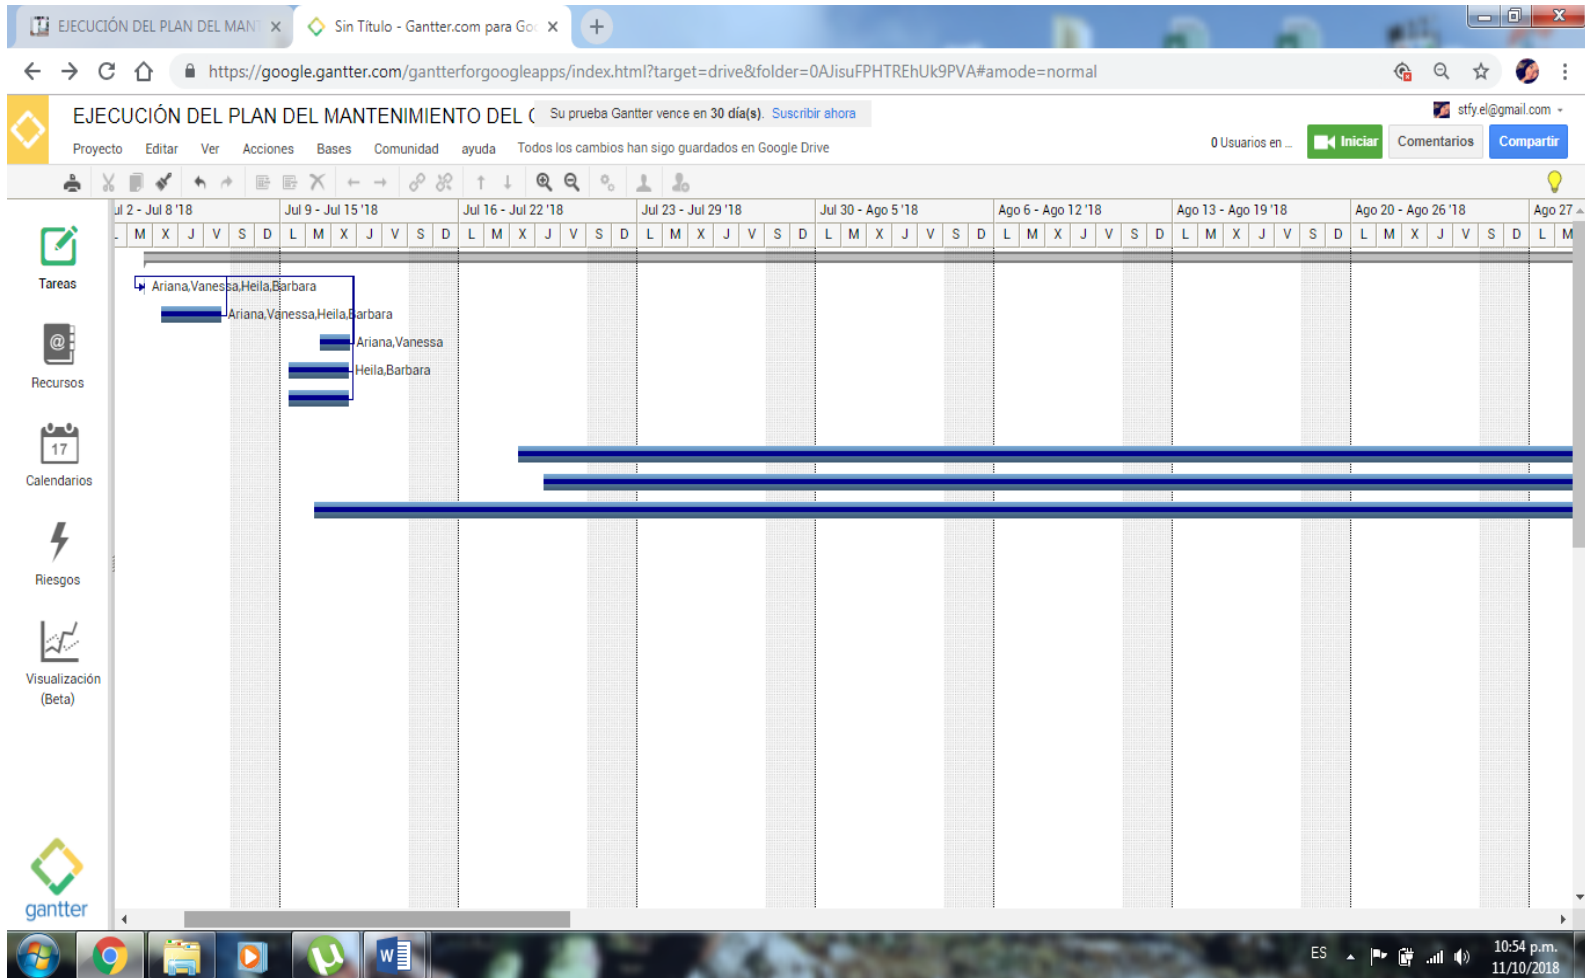 EJECUCIÓN DEL PLAN DEL MANT
Sin Título - Gantter.com para Goo
https://google.gantter.com/gantterforgoogleapps/index.html?target=drive&folder=0AJisuFPHTREhUk9PVA#amode=normal
EJECUCIÓN DEL PLAN DEL MANTENIMIENTO DEL
Su prueba Gantter vence en 30 día(s). Suscribir ahora
stfy.el@gmail.com
Proyecto Editar Ver Acciones Bases Comunidad ayuda Todos los cambios han sigo guardados en Google Drive
0 Usuarios en ... Iniciar Comentarios Compartir
ul 2 - Jul 8 '18 Jul 9 - Jul 15 '18 Jul 16 - Jul 22 '18 Jul 23 - Jul 29 '18 Jul 30 - Ago 5 '18 Ago 6 - Ago 12 '18 Ago 13 - Ago 19 '18 Ago 20 - Ago 26 '18 Ago 27
L M X J V S D L M X J V S D L M X J V S D L M X J V S D L M X J V S D L M X J V S D L M X J V S D L M X J V S D L M
Tareas
Ariana,Vanessa,Heila,Barbara
Ariana,Vanessa,Heila,Barbara
@
Ariana,Vanessa
Heila,Barbara
Recursos
17
Calendarios
Riesgos
Visualización
(Beta)
gantter
W
ES
10:54 p.m.
11/10/2018